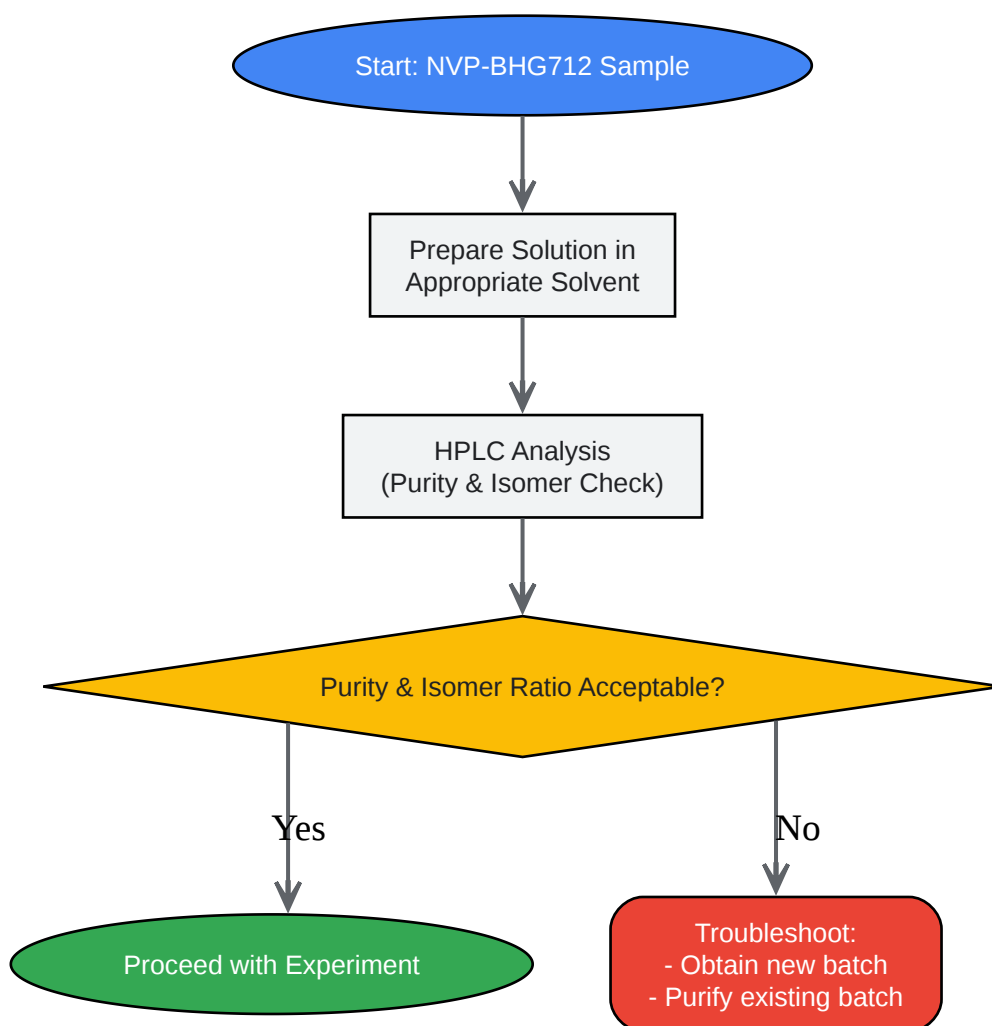 Start: NVP-BHG712 Sample
Prepare Solution in
Appropriate Solvent
HPLC Analysis
(Purity & Isomer Check)
Purity & Isomer Ratio Acceptable?
Yes
No
Proceed with Experiment
Troubleshoot:
- Obtain new batch
- Purify existing batch